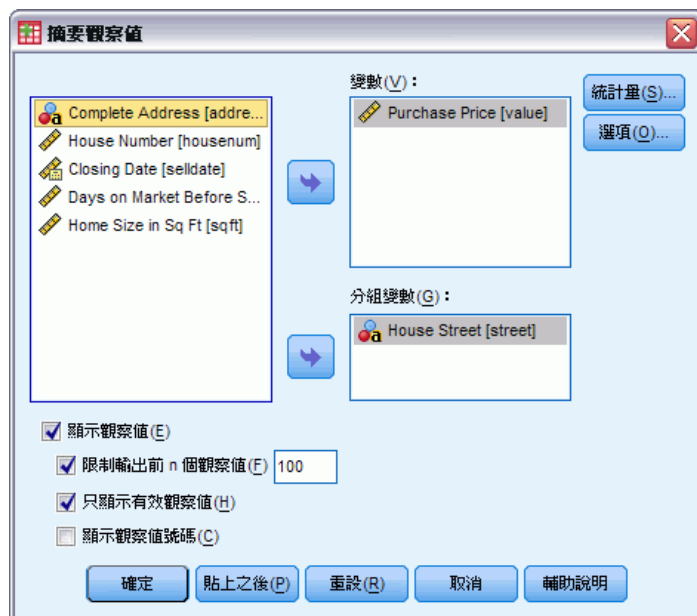 摘要觀察值
Complete Address [addre...
House Number [housenum]
Closing Date [selldate]
Days on Market Before S...
Home Size in Sq Ft [sqft]
變數(V)：
Purchase Price [value]
統計量(S)...
選項(O)...
分組變數(G)：
House Street [street]
顯示觀察值(E)
限制輸出前 n 個觀察值(F) 100
只顯示有效觀察值(H)
顯示觀察值號碼(C)
確定 貼上之後(P) 重設(R) 取消 輔助說明